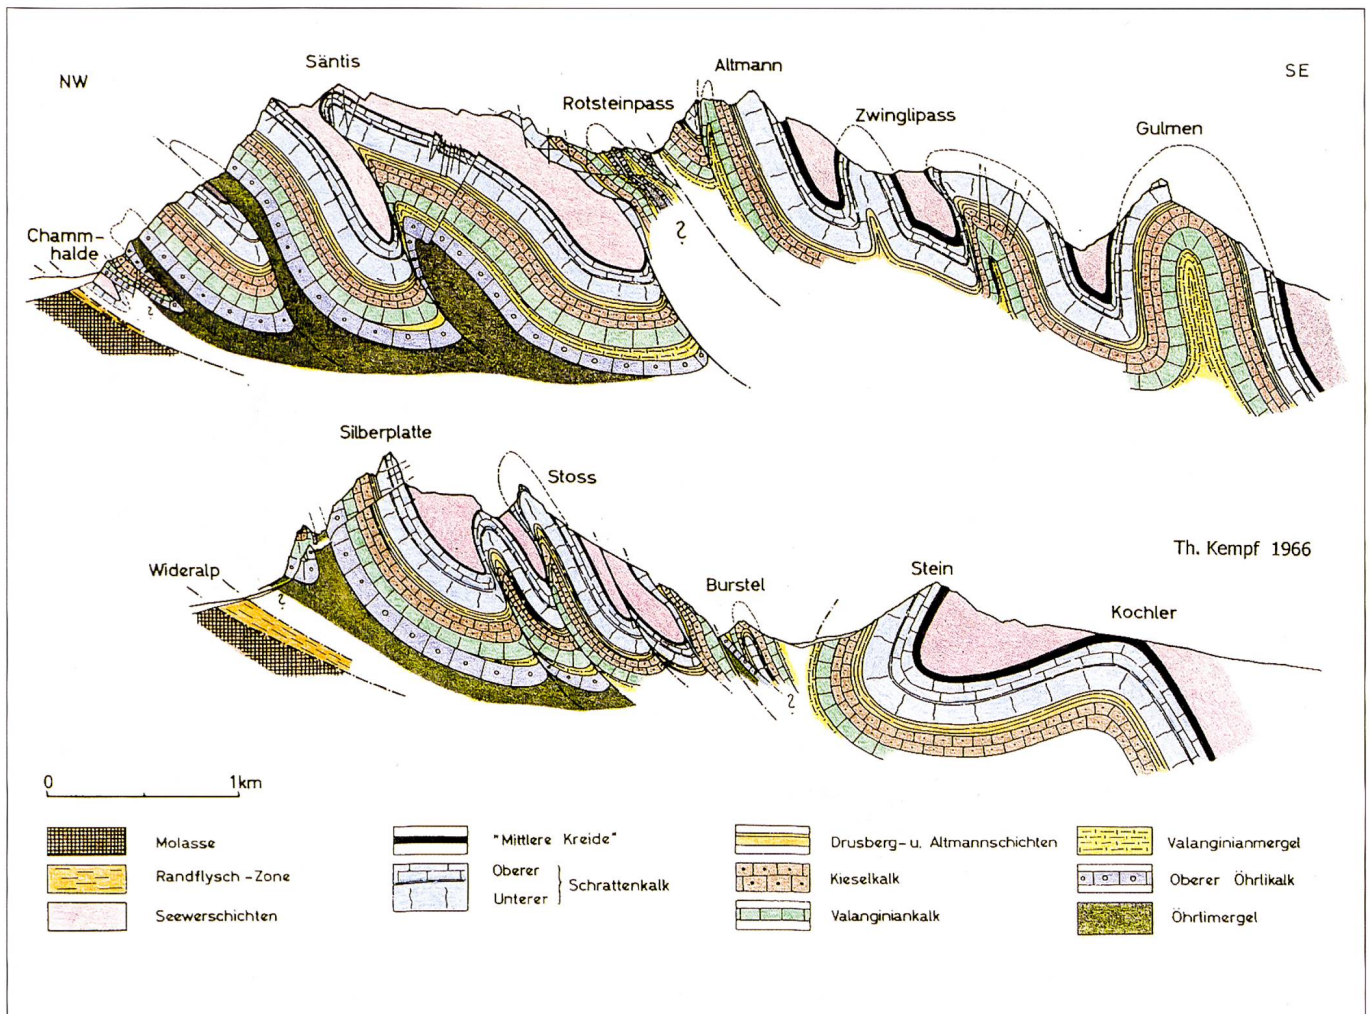 NW
Säntis
Altmann
SE
Rotsteinpass
Zwinglipass
Gulmen
Chamm-
halde
?
?
Silberplatte
Stoss
Th. Kempf 1966
Wideralp
Burstel
Stein
Kochler
?
?
0 1km
Molasse
Randflysch-Zone
Seewerschichten
"Mittlere Kreide"
Oberer
Unterer
Schrattenkalk
Drusberg- u. Altmannschichten
Kieselkalk
Valanginiankalk
Valanginianmergel
Oberer Öhrlikalk
Öhrlimergel